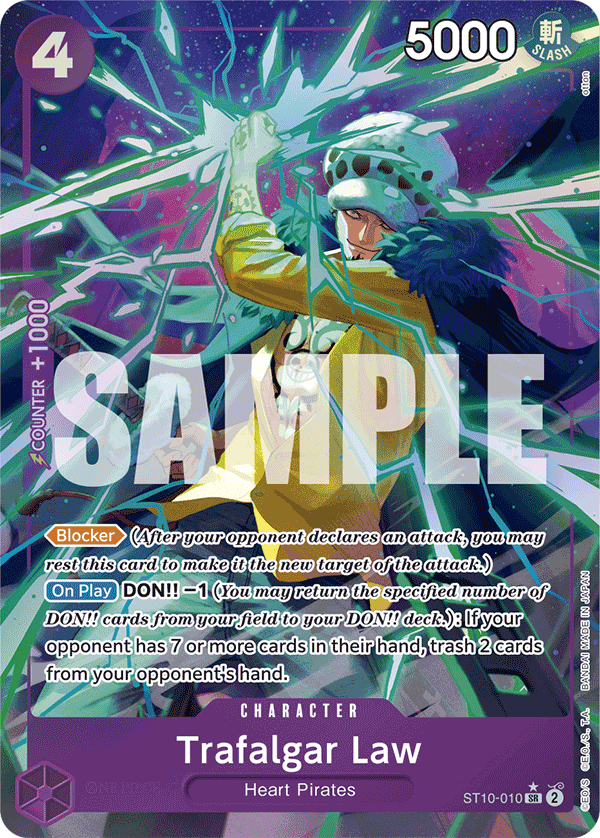 4
5000
斬
SLASH
otton
COUNTER +1000
SAMPLE
Blocker (After your opponent declares an attack, you may
rest this card to make it the new target of the attack.)
On Play DON!! −1 (You may return the specified number of
DON!! cards from your field to your DON!! deck.): If your
opponent has 7 or more cards in their hand, trash 2 cards
from your opponent's hand.
CHARACTER
Trafalgar Law
Heart Pirates
ST10-010 SR 2
©EO/S ©E.O./S., T.A. BANDAI MADE IN JAPAN